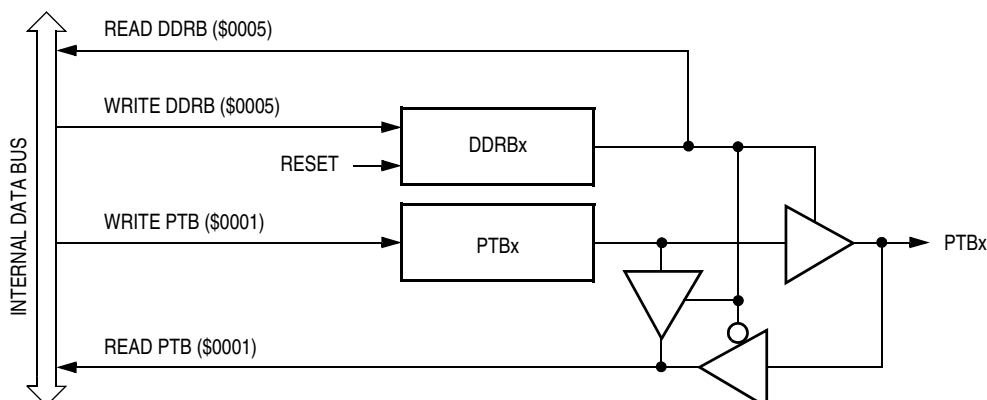 READ DDRB ($0005)
WRITE DDRB ($0005)
DDRBx
RESET
INTERNAL DATA BUS
WRITE PTB ($0001)
PTBx
PTBx
READ PTB ($0001)